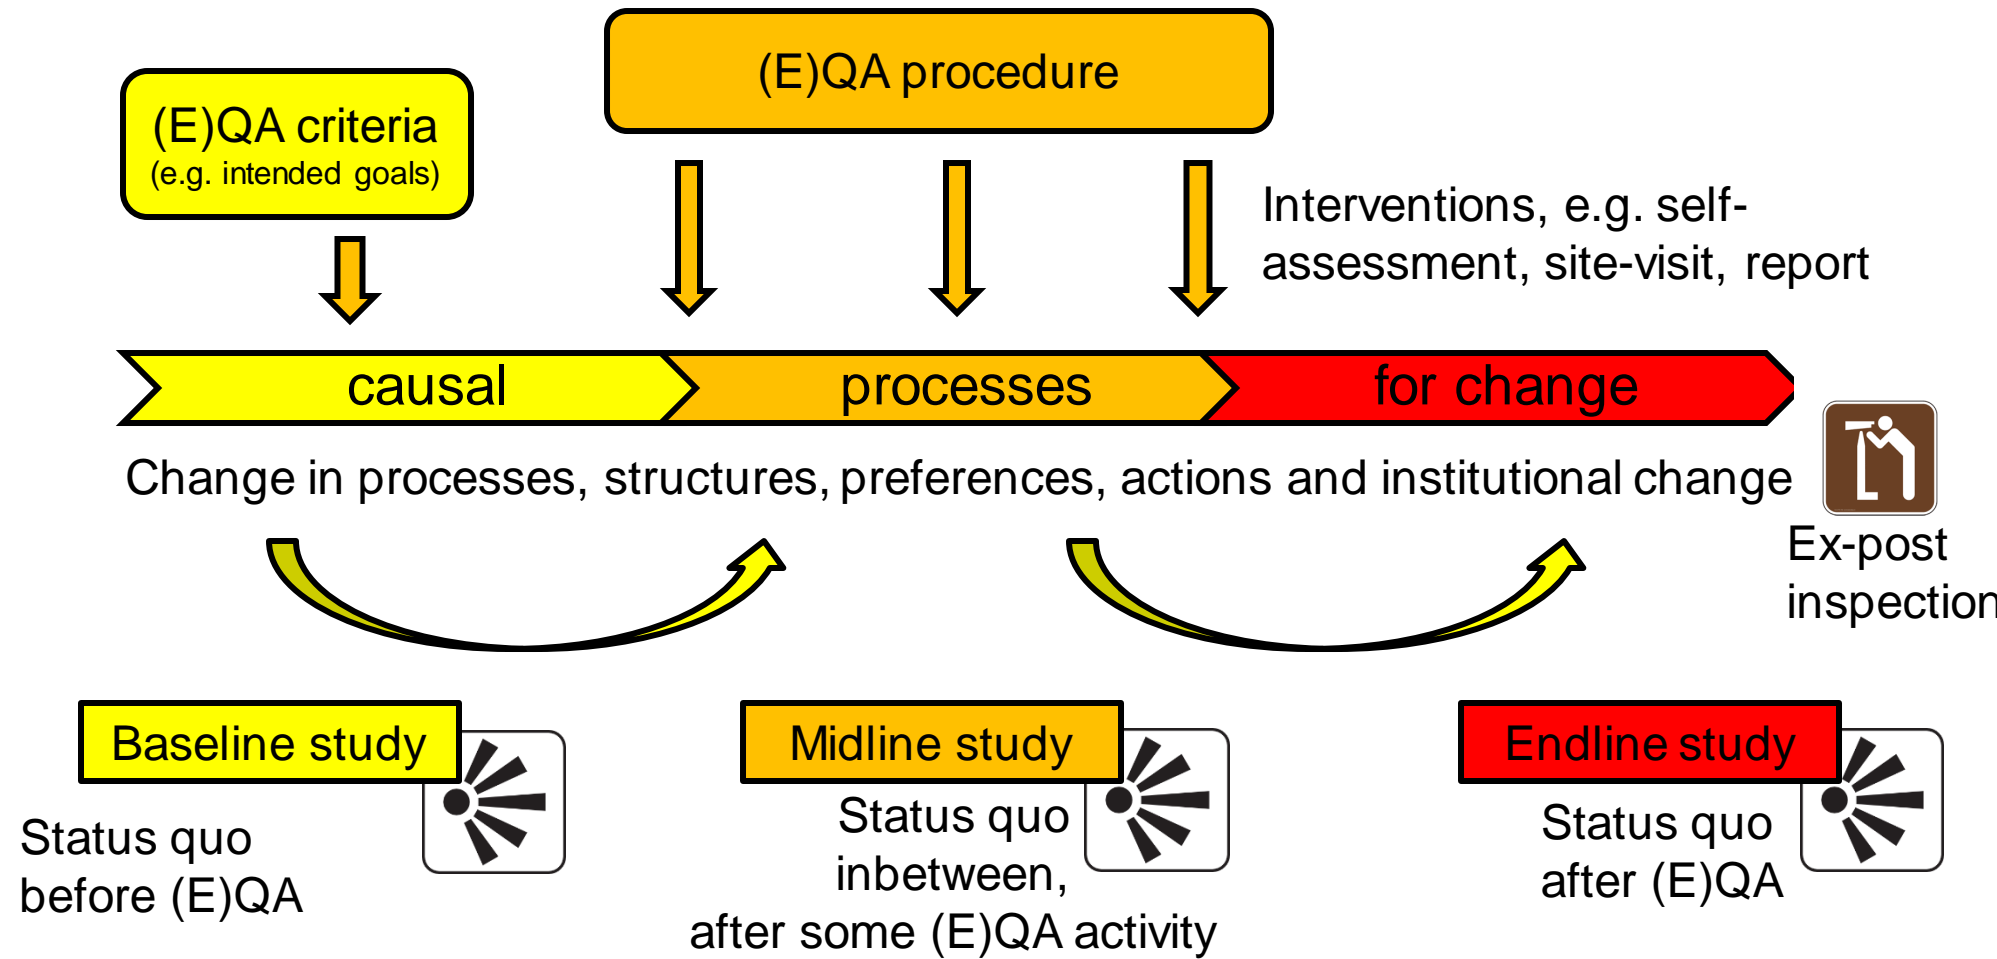 (E)QA procedure
(E)QA criteria
(e.g. intended goals)
Interventions, e.g. self-
assessment, site-visit, report
causal
processes
for change
Change in processes, structures, preferences, actions and institutional change
Ex-post
inspection
Baseline study
Midline study
Endline study
Status quo
before (E)QA
Status quo
inbetween,
after some (E)QA activity
Status quo
after (E)QA